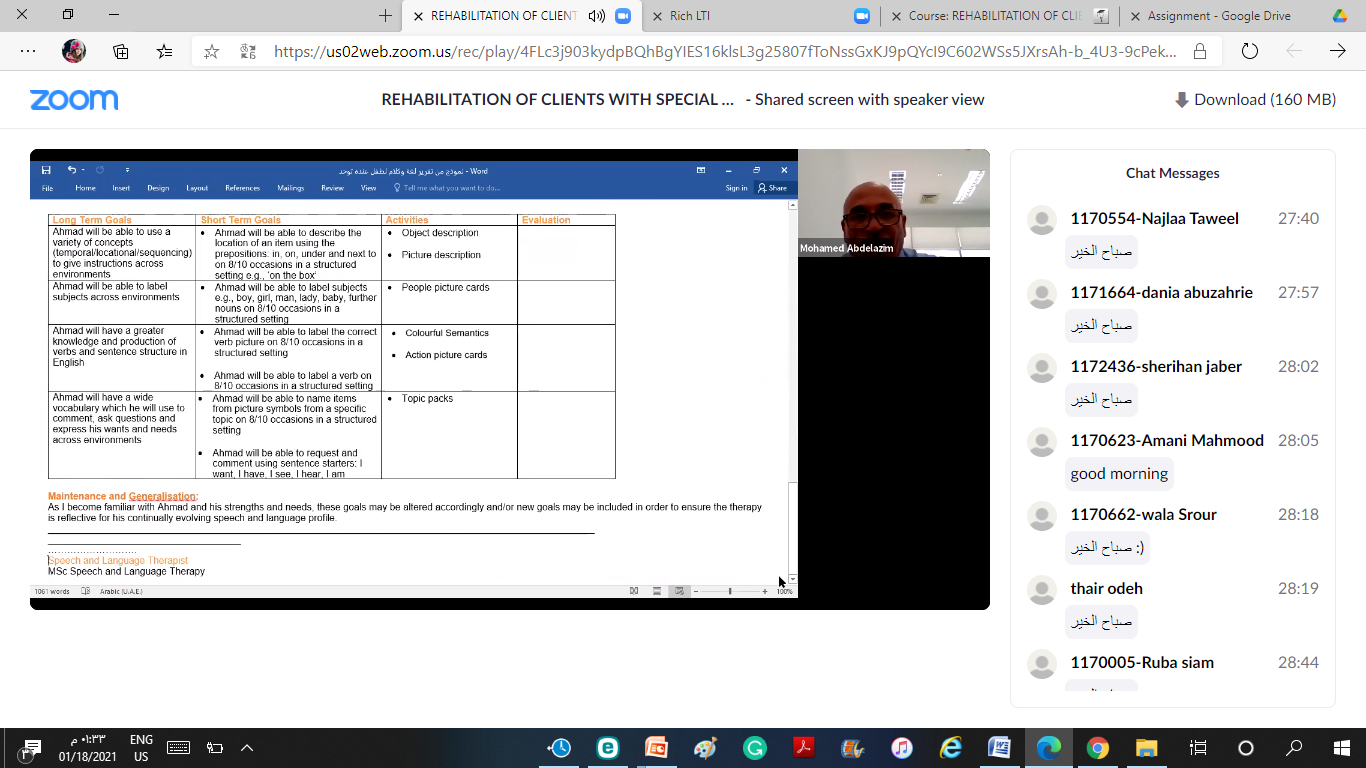 REHABILITATION OF CLIENT
Rich LTI
Course: REHABILITATION OF CLIE
Assignment - Google Drive
https://us02web.zoom.us/rec/play/4FLc3j903kydpBQhBgYIES16klsL3g25807fToNssGxKJ9pQYcI9C602WSs5JXrsAh-b_4U3-9cPek...
zoom
REHABILITATION OF CLIENTS WITH SPECIAL ... - Shared screen with speaker view
Download (160 MB)
نموذج من تقرير لغة وكلام لطفل عنده توحد - Word
File Home Insert Design Layout References Mailings Review View Tell me what you want to do...
Sign in Share
Long Term Goals Short Term Goals Activities Evaluation
Ahmad will be able to use a
variety of concepts
(temporal/locational/sequencing)
to give instructions across
environments
• Ahmad will be able to describe the
location of an item using the
prepositions: in, on, under and next to
on 8/10 occasions in a structured
setting e.g., 'on the box'
• Object description
• Picture description
Ahmad will be able to label
subjects across environments
• Ahmad will be able to label subjects
e.g., boy, girl, man, lady, baby, further
nouns on 8/10 occasions in a
structured setting
• People picture cards
Ahmad will have a greater
knowledge and production of
verbs and sentence structure in
English
• Ahmad will be able to label the correct
verb picture on 8/10 occasions in a
structured setting
• Ahmad will be able to label a verb on
8/10 occasions in a structured setting
• Colourful Semantics
• Action picture cards
Ahmad will have a wide
vocabulary which he will use to
comment, ask questions and
express his wants and needs
across environments
• Ahmad will be able to name items
from picture symbols from a specific
topic on 8/10 occasions in a structured
setting
• Ahmad will be able to request and
comment using sentence starters: I
want, I have, I see, I hear, I am
• Topic packs
Maintenance and Generalisation:
As I become familiar with Ahmad and his strengths and needs, these goals may be altered accordingly and/or new goals may be included in order to ensure the therapy
is reflective for his continually evolving speech and language profile.
Speech and Language Therapist
MSc Speech and Language Therapy
1061 words Arabic (U.A.E.)
100%
Mohamed Abdelazim
Chat Messages
1170554-Najlaa Taweel 27:40
صباح الخير
1171664-dania abuzahrie 27:57
صباح الخير
1172436-sherihan jaber 28:02
صباح الخير
1170623-Amani Mahmood 28:05
good morning
1170662-wala Srour 28:18
صباح الخير :)
thair odeh 28:19
صباح الخير
1170005-Ruba siam 28:44
٠١:٣٣ م
01/18/2021
ENG
US
٣